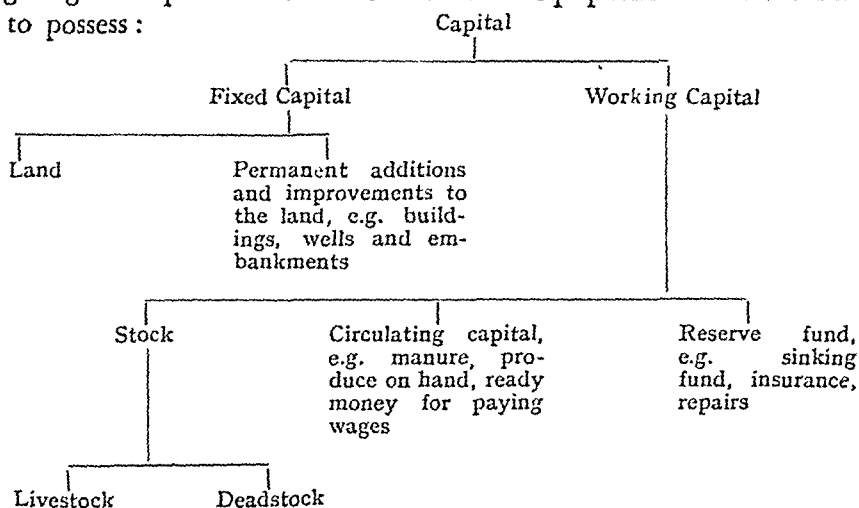 to possess :
Capital
Fixed Capital
Working Capital
Land
Permanent additions
and improvements to
the land, e.g. build-
ings, wells and em-
bankments
Stock
Circulating capital,
e.g. manure, pro-
duce on hand, ready
money for paying
wages
Reserve fund,
e.g. sinking
fund, insurance,
repairs
Livestock
Deadstock